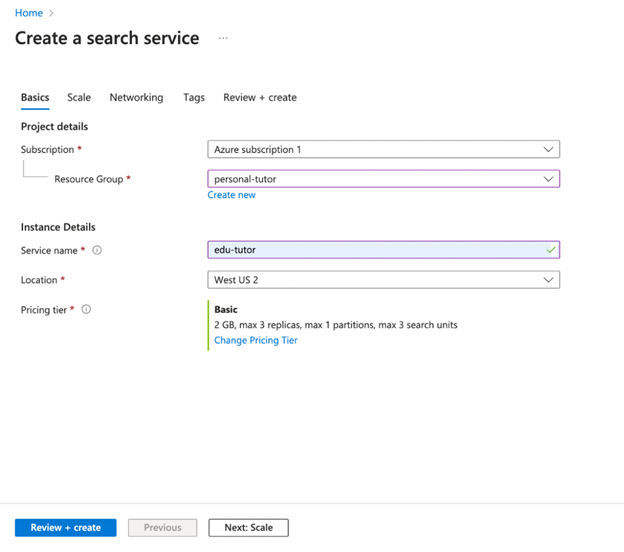 Home >
Create a search service ...
Basics Scale Networking Tags Review + create
Project details
Subscription * Azure subscription 1
Resource Group * personal-tutor
Create new
Instance Details
Service name * edu-tutor
Location * West US 2
Pricing tier * Basic
2 GB, max 3 replicas, max 1 partitions, max 3 search units
Change Pricing Tier
Review + create Previous Next: Scale